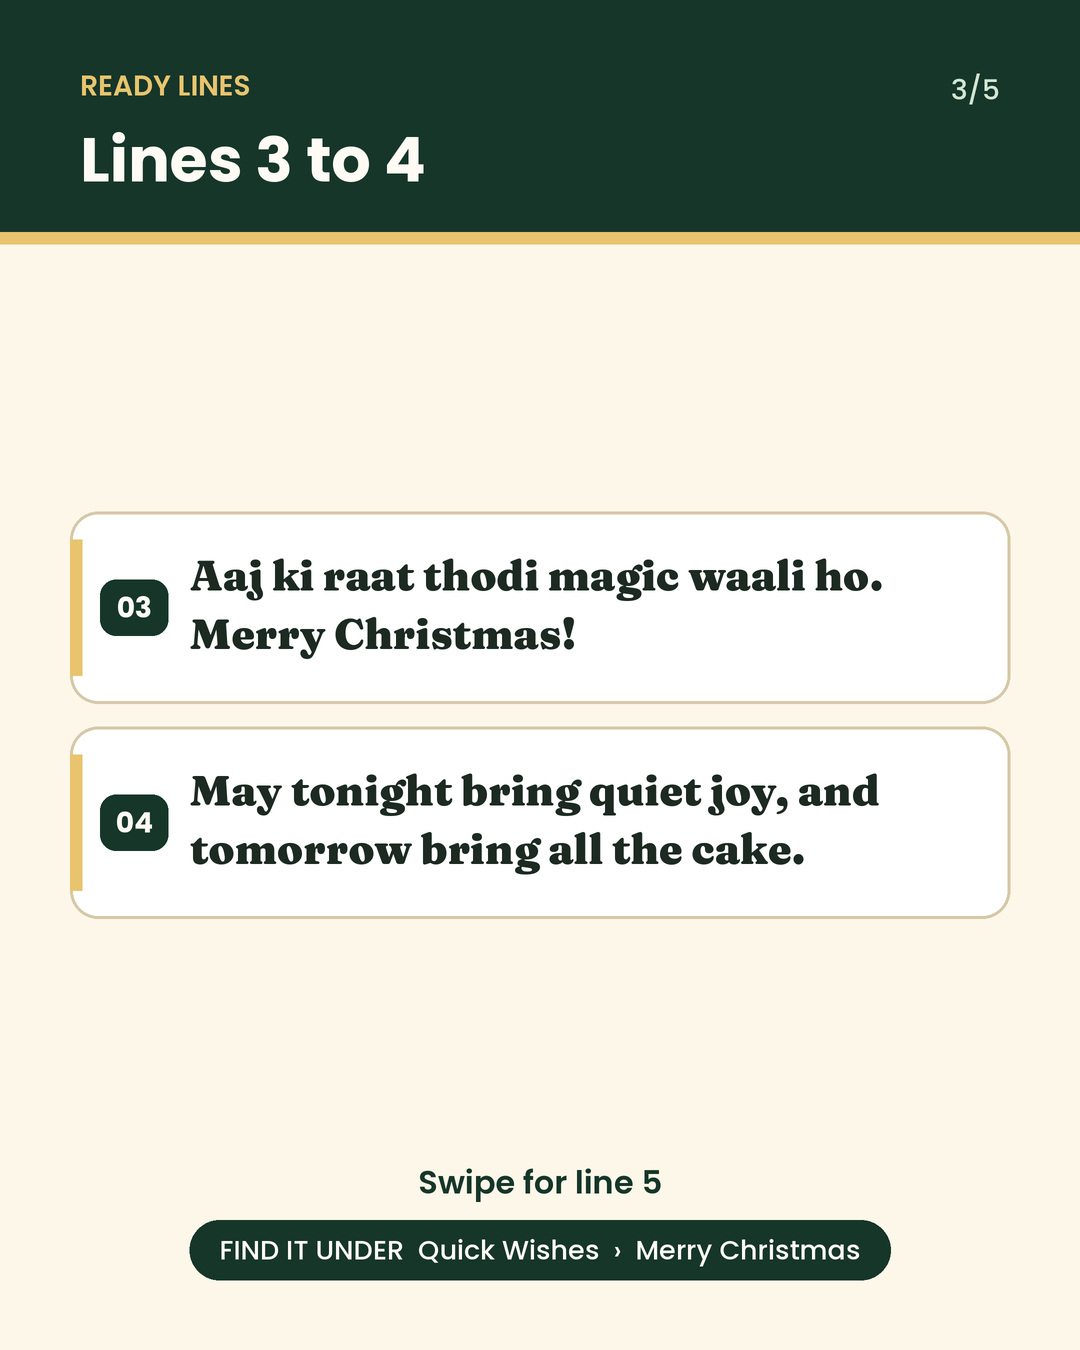 READY LINES
3/5
Lines 3 to 4
03
Aaj ki raat thodi magic waali ho.
Merry Christmas!
04
May tonight bring quiet joy, and
tomorrow bring all the cake.
Swipe for line 5
FIND IT UNDER Quick Wishes › Merry Christmas